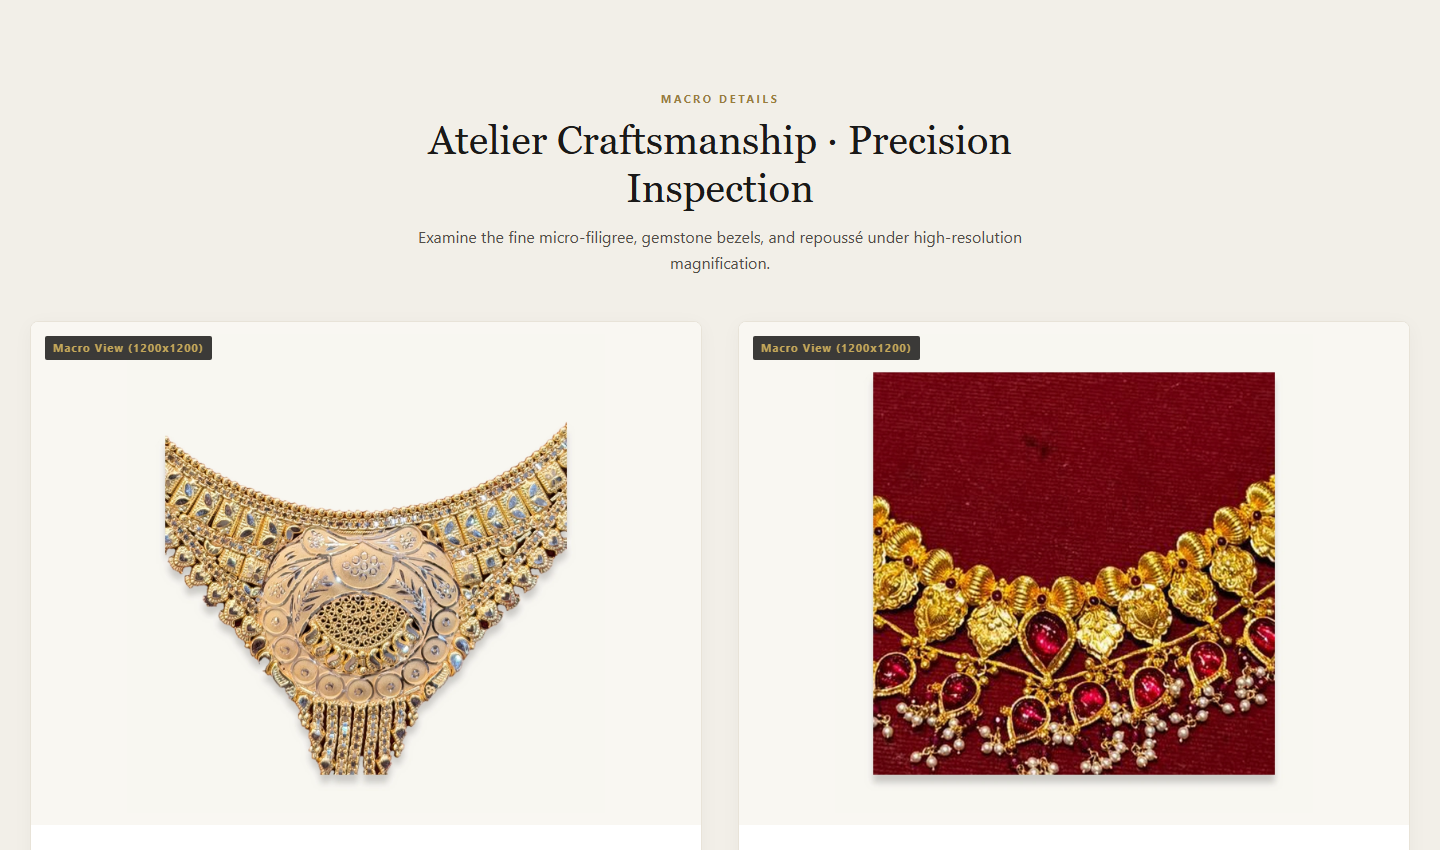 MACRO DETAILS
Atelier Craftsmanship · Precision
Inspection
Examine the fine micro-filigree, gemstone bezels, and repoussé under high-resolution
magnification.
Macro View (1200x1200)
Macro View (1200x1200)